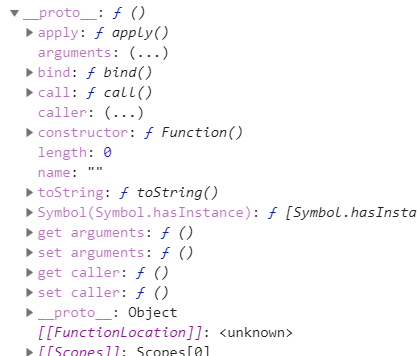 __proto__: ƒ ()
apply: ƒ apply()
arguments: (...)
bind: ƒ bind()
call: ƒ call()
caller: (...)
constructor: ƒ Function()
length: 0
name: ""
toString: ƒ toString()
Symbol(Symbol.hasInstance): ƒ [Symbol.hasInsta
get arguments: ƒ ()
set arguments: ƒ ()
get caller: ƒ ()
set caller: ƒ ()
__proto__: Object
[[FunctionLocation]]: <unknown>
[[Scopes]]: Scopes[0]